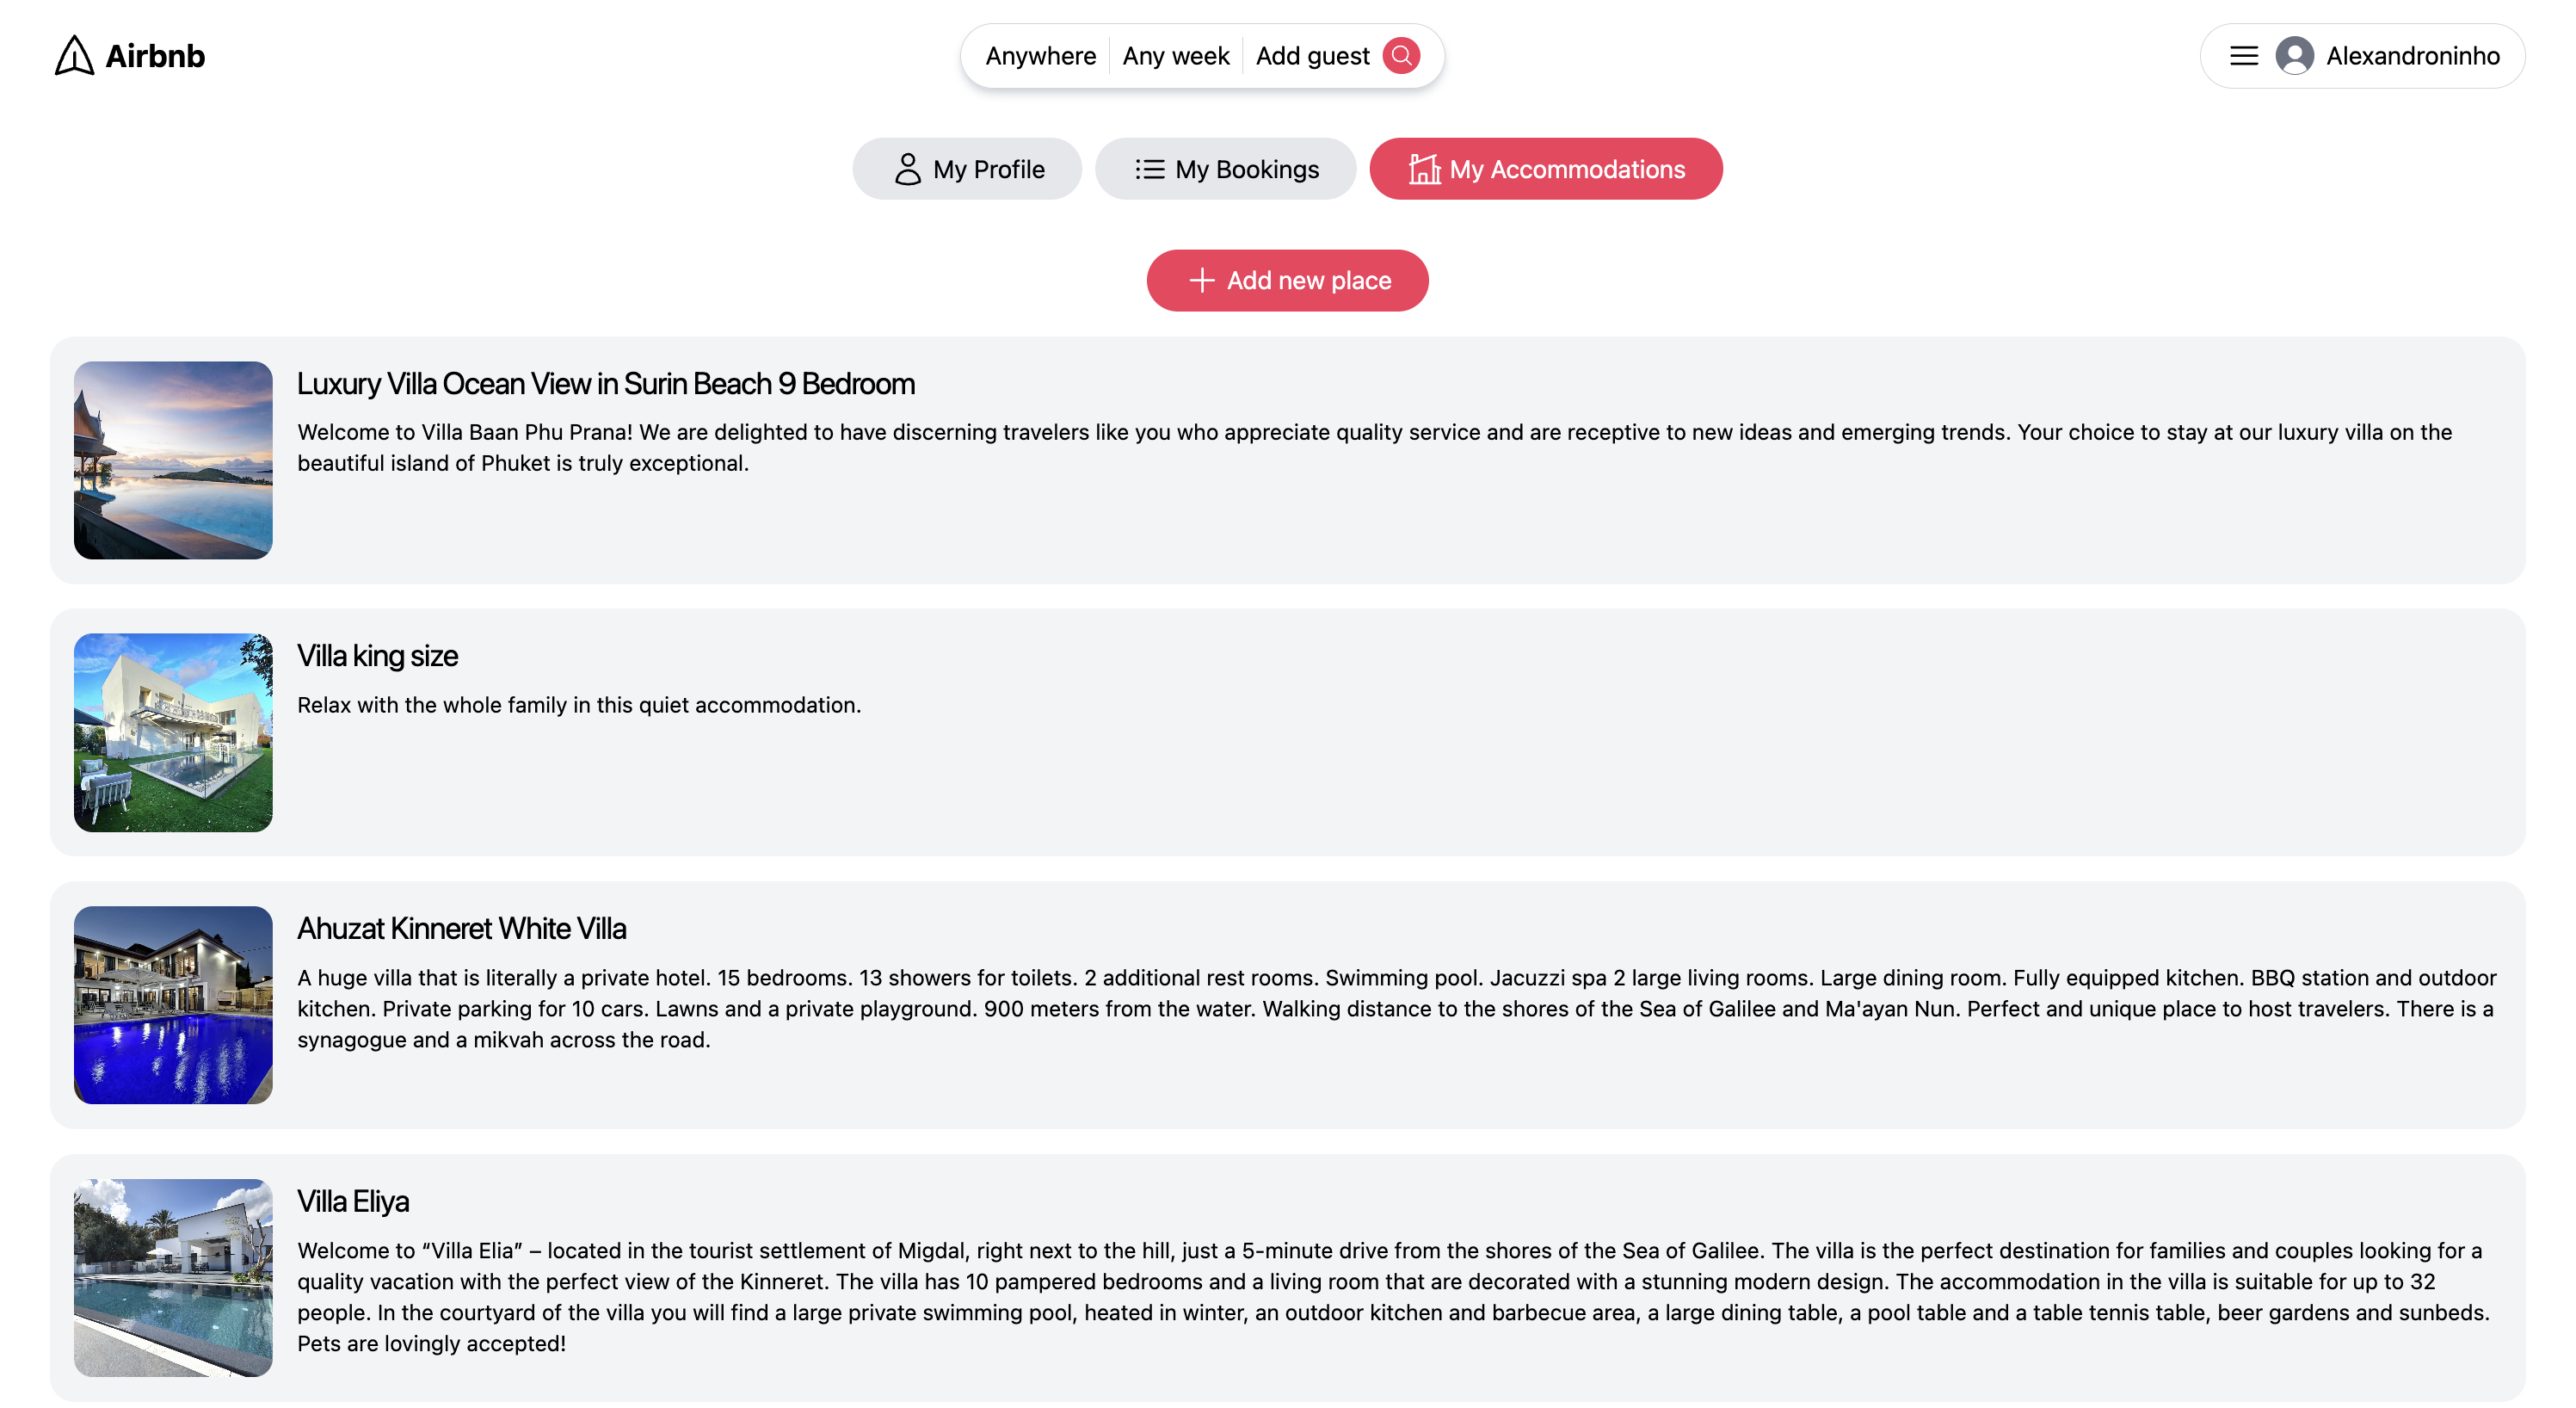 Airbnb
Anywhere Any week Add guest
Alexandroninho
My Profile My Bookings My Accommodations
Add new place
Luxury Villa Ocean View in Surin Beach 9 Bedroom
Welcome to Villa Baan Phu Prana! We are delighted to have discerning travelers like you who appreciate quality service and are receptive to new ideas and emerging trends. Your choice to stay at our luxury villa on the
beautiful island of Phuket is truly exceptional.
Villa king size
Relax with the whole family in this quiet accommodation.
Ahuzat Kinneret White Villa
A huge villa that is literally a private hotel. 15 bedrooms. 13 showers for toilets. 2 additional rest rooms. Swimming pool. Jacuzzi spa 2 large living rooms. Large dining room. Fully equipped kitchen. BBQ station and outdoor
kitchen. Private parking for 10 cars. Lawns and a private playground. 900 meters from the water. Walking distance to the shores of the Sea of Galilee and Ma'ayan Nun. Perfect and unique place to host travelers. There is a
synagogue and a mikvah across the road.
Villa Eliya
Welcome to “Villa Elia” – located in the tourist settlement of Migdal, right next to the hill, just a 5-minute drive from the shores of the Sea of Galilee. The villa is the perfect destination for families and couples looking for a
quality vacation with the perfect view of the Kinneret. The villa has 10 pampered bedrooms and a living room that are decorated with a stunning modern design. The accommodation in the villa is suitable for up to 32
people. In the courtyard of the villa you will find a large private swimming pool, heated in winter, an outdoor kitchen and barbecue area, a large dining table, a pool table and a table tennis table, beer gardens and sunbeds.
Pets are lovingly accepted!